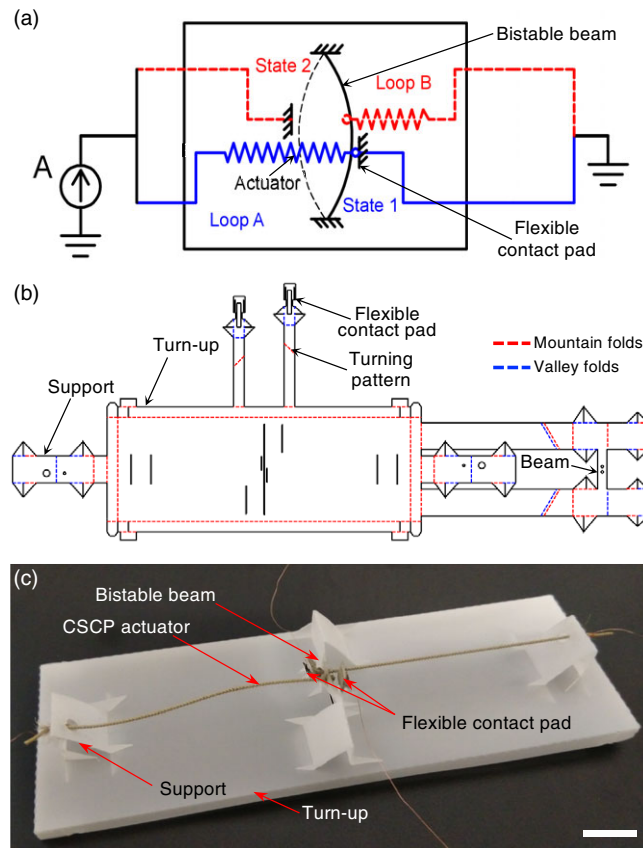 (a)
Bistable beam
State 2
Loop B
A
Actuator
Loop A
State 1
Flexible
contact pad
(b)
Flexible
contact pad
Turn-up
Turning
pattern
Mountain folds
Valley folds
Support
Beam
(c)
Bistable beam
CSCP actuator
Flexible contact pad
Support
Turn-up